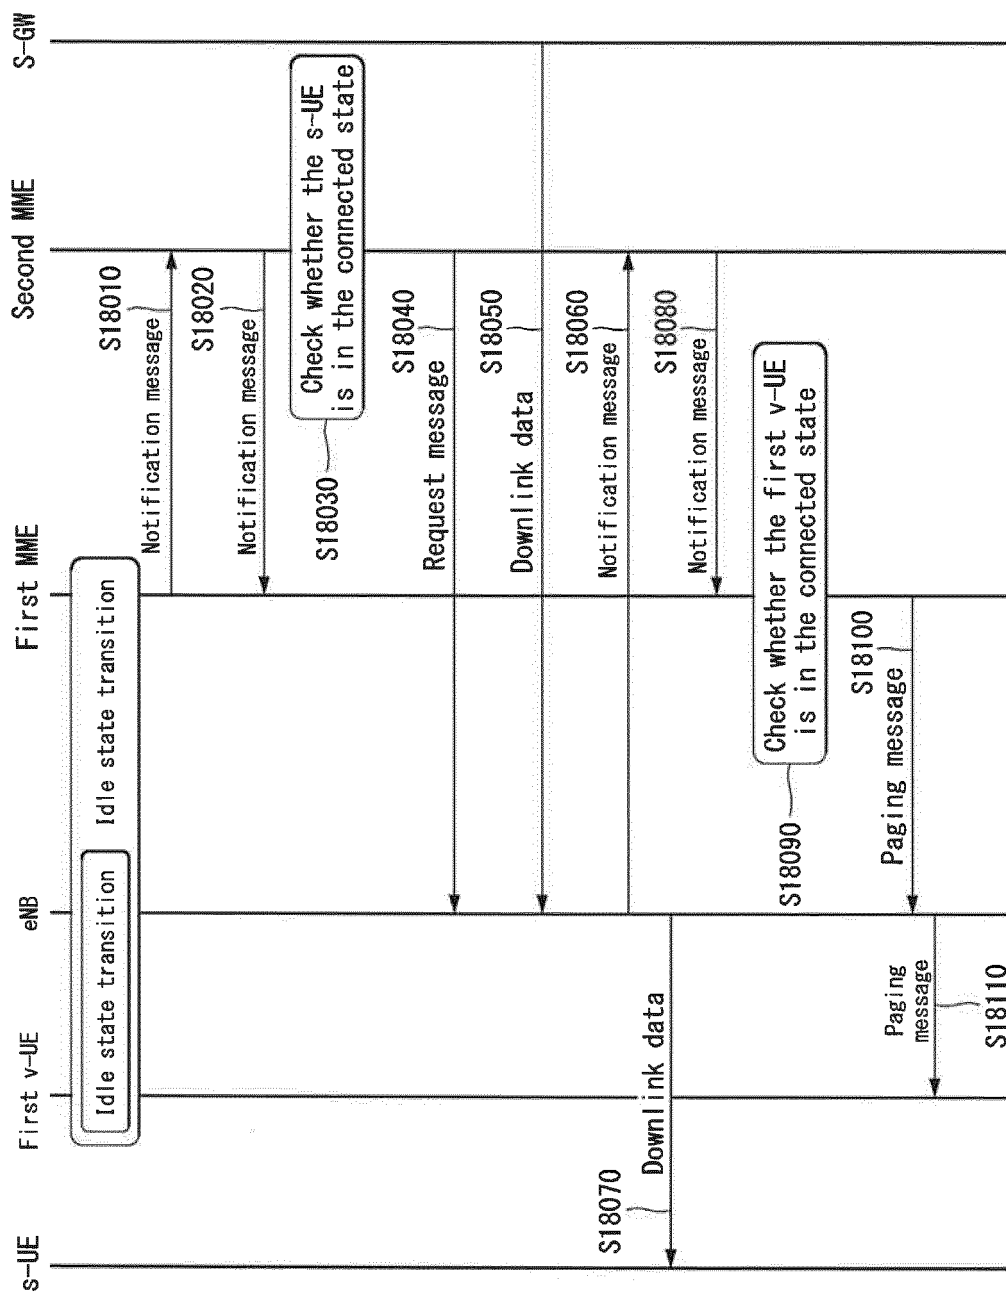 s-UE
First v-UE
eNB
First MME
Second MME
S-GW
Idle state transition
Idle state transition
S18010
Notification message
S18020
Notification message
Check whether the s-UE
is in the connected state
S18030
S18040
Request message
S18050
Downlink data
S18060
Notification message
S18070
Downlink data
S18080
Notification message
Check whether the first v-UE
is in the connected state
S18090
S18100
Paging message
Paging
message
S18110